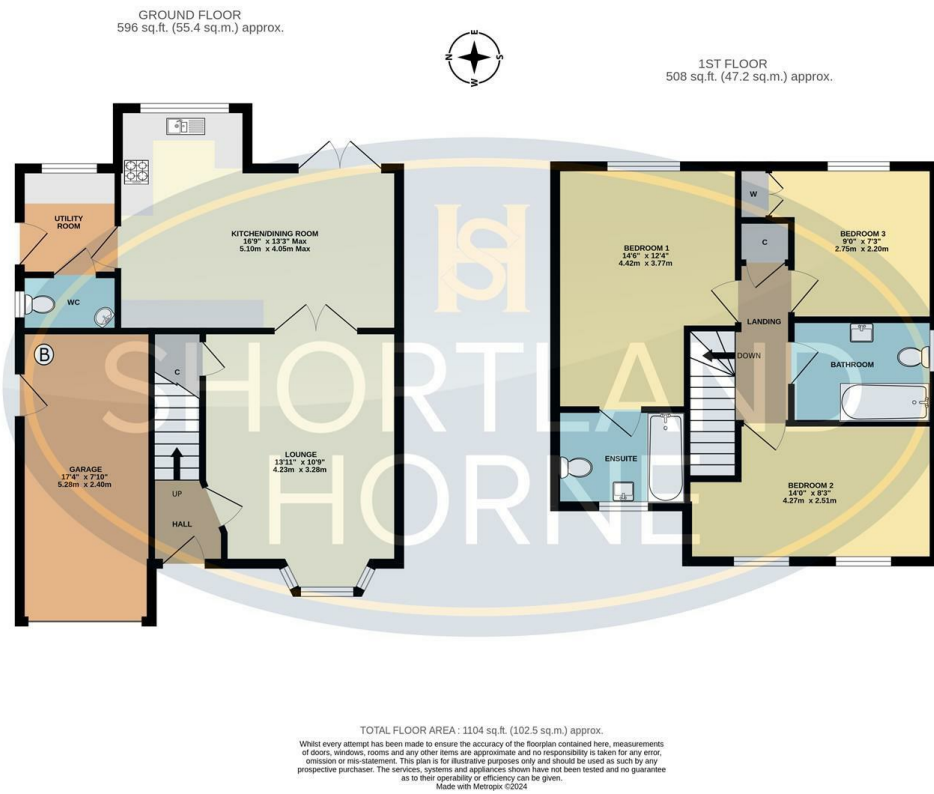 GROUND FLOOR
596 sq.ft. (55.4 sq.m.) approx.
1ST FLOOR
508 sq.ft. (47.2 sq.m.) approx.
N
E
S
W
UTILITY
ROOM
KITCHEN/DINING ROOM
16'9" x 13'3" Max
5.10m x 4.05m Max
WC
B
C
GARAGE
17'4" x 7'10"
5.28m x 2.40m
UP
HALL
LOUNGE
13'11" x 10'9"
4.23m x 3.28m
BEDROOM 1
14'6" x 12'4"
4.42m x 3.77m
W
C
BEDROOM 3
9'0" x 7'3"
2.75m x 2.20m
LANDING
DOWN
BATHROOM
ENSUITE
BEDROOM 2
14'0" x 8'3"
4.27m x 2.51m
SHORTLAND
HORNE
TOTAL FLOOR AREA : 1104 sq.ft. (102.5 sq.m.) approx.
Whilst every attempt has been made to ensure the accuracy of the floorplan contained here, measurements
of doors, windows, rooms and any other items are approximate and no responsibility is taken for any error,
omission or mis-statement. This plan is for illustrative purposes only and should be used as such by any
prospective purchaser. The services, systems and appliances shown have not been tested and no guarantee
as to their operability or efficiency can be given.
Made with Metropix ©2024